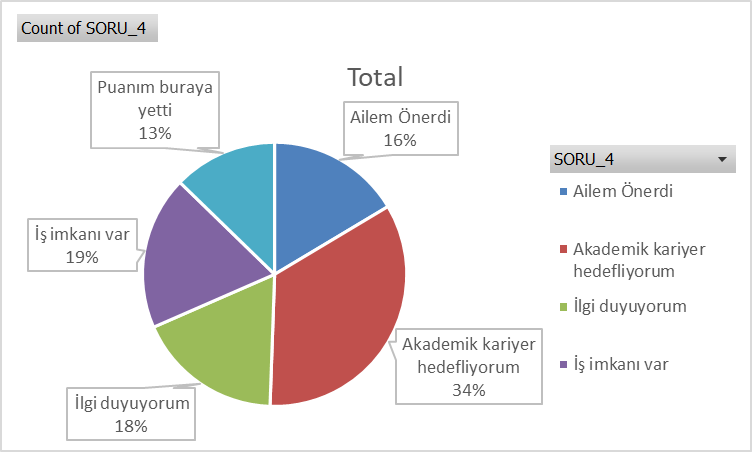 Count of SORU_4
Total
Puanım buraya
yetti
13%
Ailem Önerdi
16%
İş imkanı var
19%
Akademik kariyer
hedefliyorum
34%
İlgi duyuyorum
18%
SORU_4
Ailem Önerdi
Akademik kariyer
hedefliyorum
İlgi duyuyorum
İş imkanı var